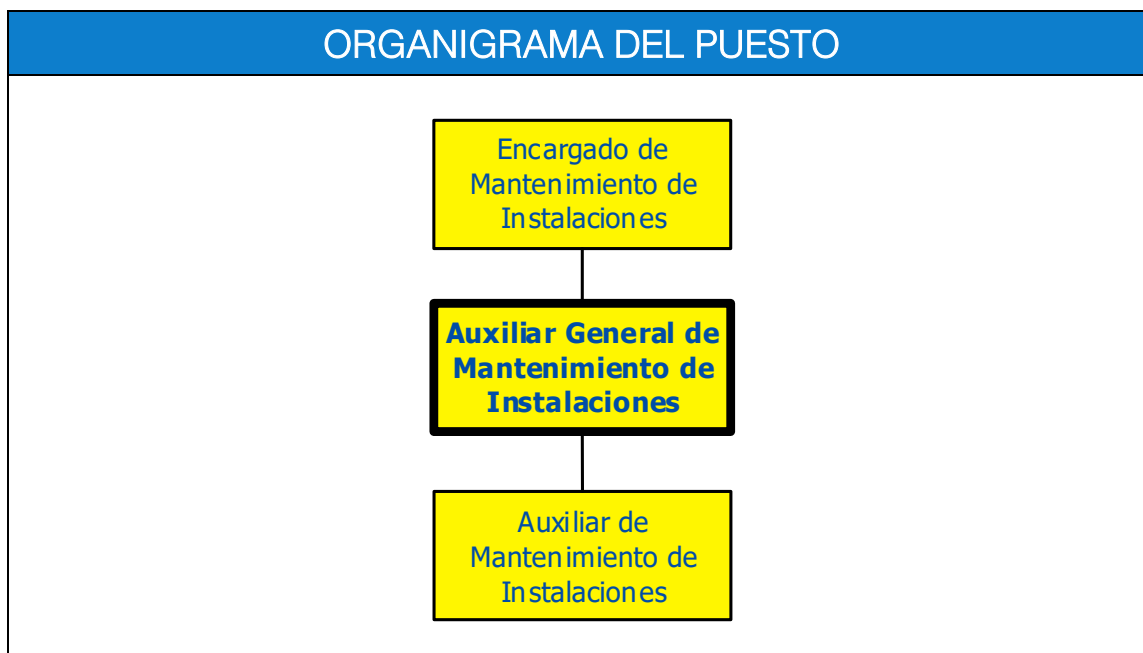 ORGANIGRAMA DEL PUESTO
Encargado de
Mantenimiento de
Instalaciones
Auxiliar General de
Mantenimiento de
Instalaciones
Auxiliar de
Mantenimiento de
Instalaciones